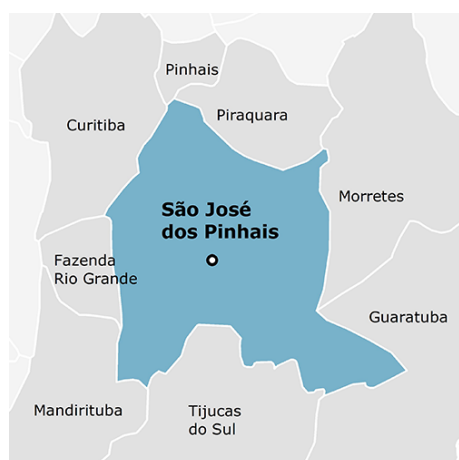 Pinhais
Curitiba
Piraquara
Morretes
São José
dos Pinhais
Fazenda
Rio Grande
Guaratuba
Mandirituba
Tijucas
do Sul